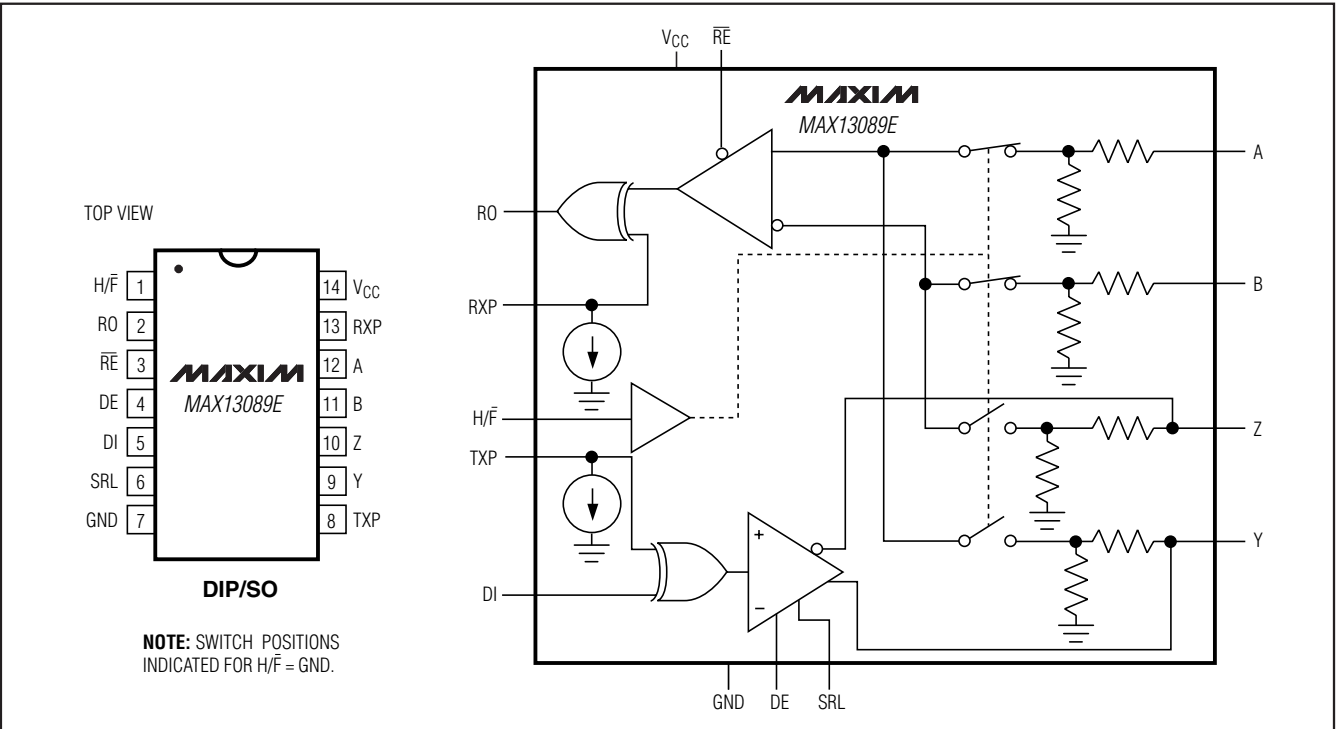 TOP VIEW
H/F̅ 1
RO 2
R̅E̅ 3
DE 4
DI 5
SRL 6
GND 7
14 VCC
13 RXP
12 A
11 B
10 Z
9 Y
8 TXP
MAXIM
MAX13089E
DIP/SO
NOTE: SWITCH POSITIONS
INDICATED FOR H/F̅ = GND.
VCC R̅E̅
MAXIM
MAX13089E
RO
RXP
H/F̅
TXP
DI
A
B
Z
Y
+
−
GND DE SRL